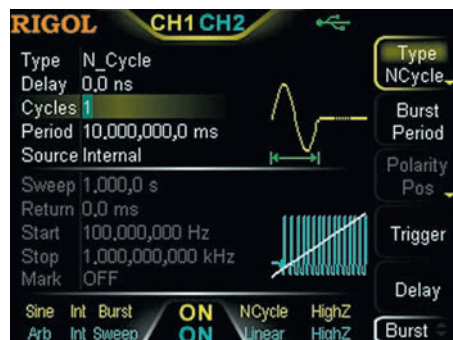 RIGOL CH1 CH2
Type N_Cycle
Delay 0.0 ns
Cycles 1
Period 10.000,000,0 ms
Source Internal
Sweep 1.000,0 s
Return 0.0 ms
Start 100.000,000 Hz
Stop 1.000,000,000 kHz
Mark OFF
Sine Int Burst ON NCycle HighZ
Arb Int Sweep ON Linear HighZ
Type
NCycle
Burst
Period
Polarity
Pos
Trigger
Delay
Burst